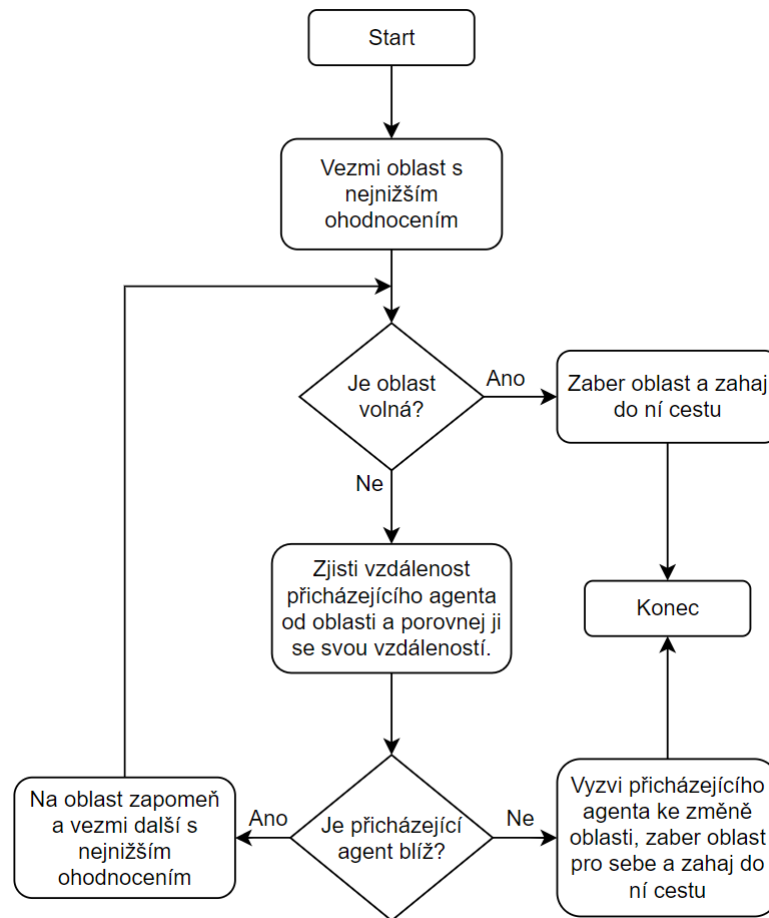 Start
Vezmi oblast s
nejnižším
ohodnocením
Je oblast
volná?
Ano
Zaber oblast a zahaj
do ní cestu
Ne
Zjisti vzdálenost
přicházejícího agenta
od oblasti a porovnej ji
se svou vzdáleností.
Konec
Je přicházející
agent blíž?
Ano
Na oblast zapomeň
a vezmi další s
nejnižším
ohodnocením
Ne
Vyzvi přicházejícího
agenta ke změně
oblasti, zaber oblast
pro sebe a zahaj do
ní cestu